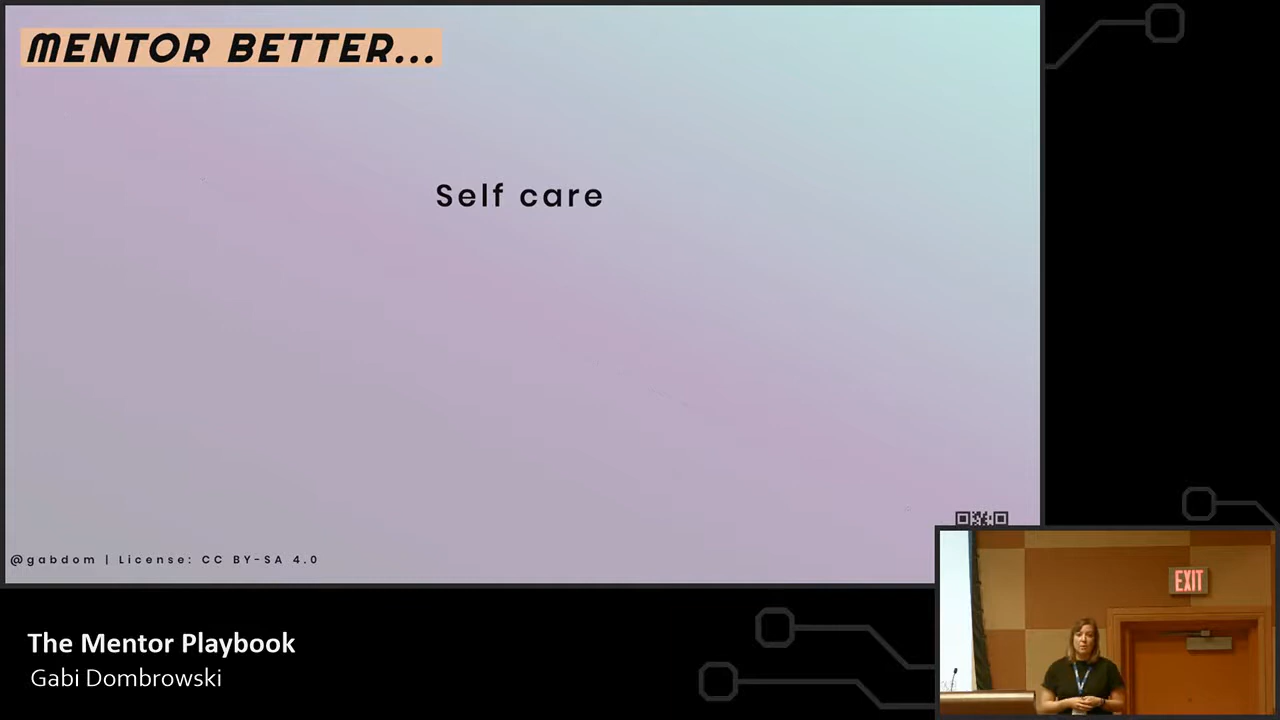 MENTOR BETTER...
Self care
@gabdom | License: CC BY-SA 4.0
EXIT
The Mentor Playbook
Gabi Dombrowski